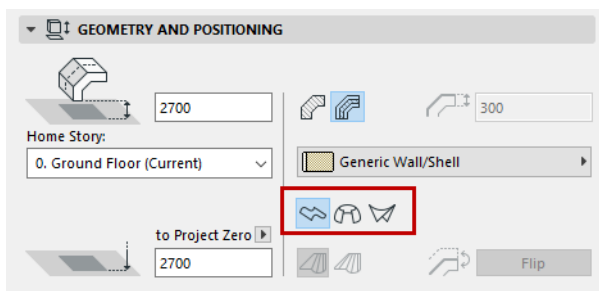 GEOMETRY AND POSITIONING
2700
300
Home Story:
0. Ground Floor (Current)
Generic Wall/Shell
to Project Zero
2700
Flip